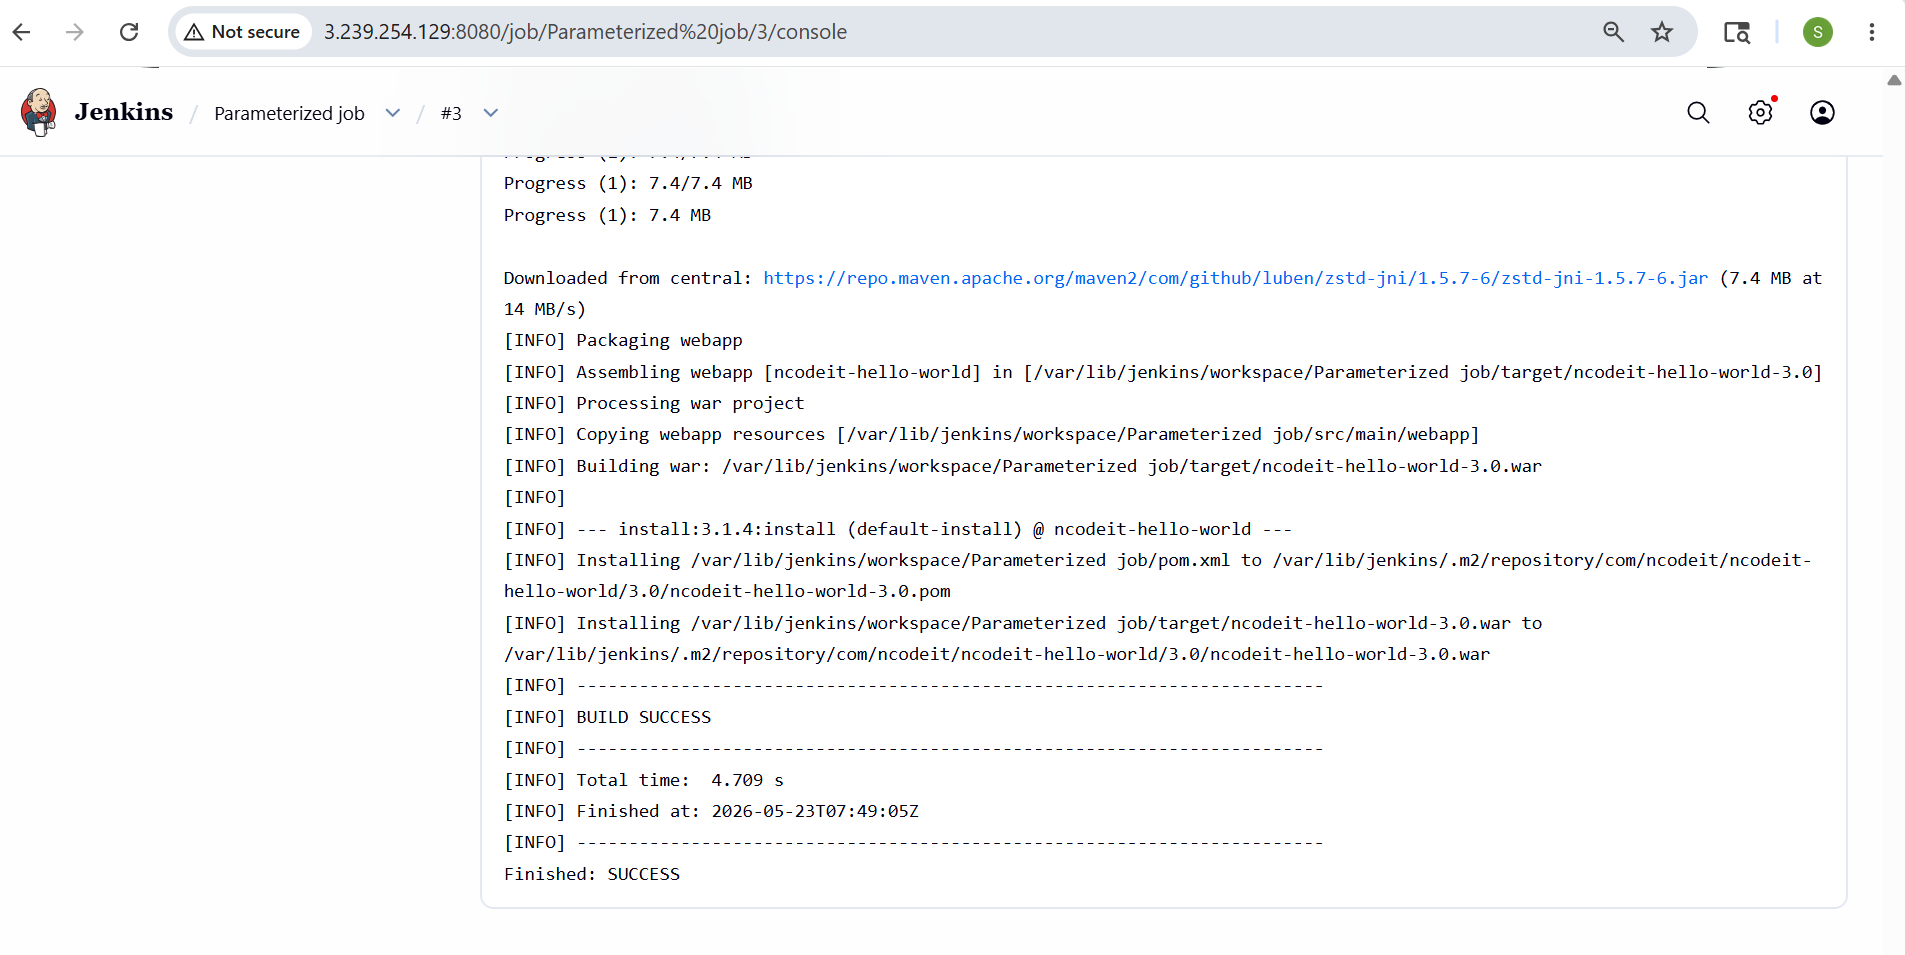 Not secure 3.239.254.129:8080/job/Parameterized%20job/3/console
S
Jenkins / Parameterized job / #3
Progress (1): 7.4/7.4 MB
Progress (1): 7.4 MB
Downloaded from central: https://repo.maven.apache.org/maven2/com/github/luben/zstd-jni/1.5.7-6/zstd-jni-1.5.7-6.jar (7.4 MB at
14 MB/s)
[INFO] Packaging webapp
[INFO] Assembling webapp [ncodeit-hello-world] in [/var/lib/jenkins/workspace/Parameterized job/target/ncodeit-hello-world-3.0]
[INFO] Processing war project
[INFO] Copying webapp resources [/var/lib/jenkins/workspace/Parameterized job/src/main/webapp]
[INFO] Building war: /var/lib/jenkins/workspace/Parameterized job/target/ncodeit-hello-world-3.0.war
[INFO]
[INFO] --- install:3.1.4:install (default-install) @ ncodeit-hello-world ---
[INFO] Installing /var/lib/jenkins/workspace/Parameterized job/pom.xml to /var/lib/jenkins/.m2/repository/com/ncodeit/ncodeit-
hello-world/3.0/ncodeit-hello-world-3.0.pom
[INFO] Installing /var/lib/jenkins/workspace/Parameterized job/target/ncodeit-hello-world-3.0.war to
/var/lib/jenkins/.m2/repository/com/ncodeit/ncodeit-hello-world/3.0/ncodeit-hello-world-3.0.war
[INFO] ------------------------------------------------------------------------
[INFO] BUILD SUCCESS
[INFO] ------------------------------------------------------------------------
[INFO] Total time:  4.709 s
[INFO] Finished at: 2026-05-23T07:49:05Z
[INFO] ------------------------------------------------------------------------
Finished: SUCCESS